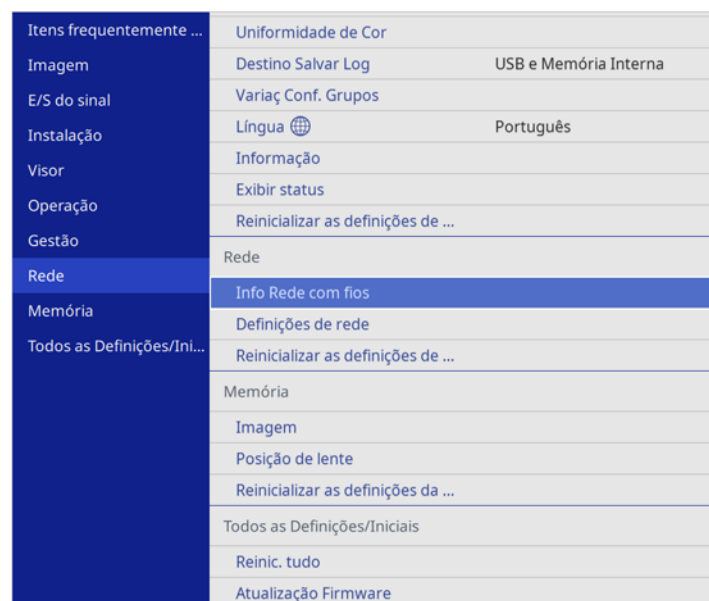 Itens frequentemente ...
Imagem
E/S do sinal
Instalação
Visor
Operação
Gestão
Rede
Memória
Todos as Definições/Ini...
Uniformidade de Cor
Destino Salvar Log USB e Memória Interna
Variaç Conf. Grupos
Língua Português
Informação
Exibir status
Reinicializar as definições de ...
Rede
Info Rede com fios
Definições de rede
Reinicializar as definições de ...
Memória
Imagem
Posição de lente
Reinicializar as definições da ...
Todos as Definições/Iniciais
Reinic. tudo
Atualização Firmware